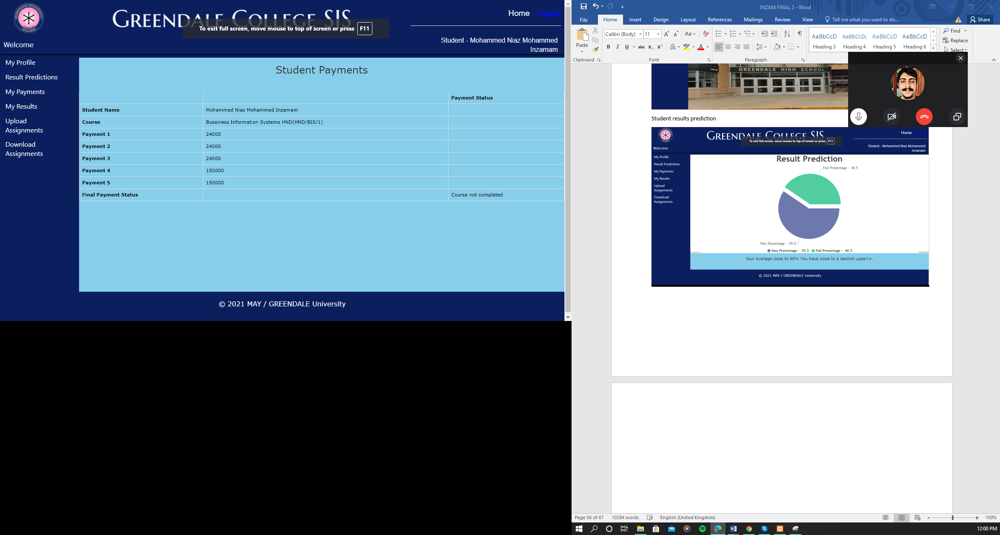 GREENDALE COLLEGE SIS
To exit full screen, move mouse to top of screen or press F11
Home Logout
Student - Mohammed Niaz Mohammed
Inzamam
Welcome
My Profile
Result Predictions
My Payments
My Results
Upload
Assignments
Download
Assignments
Student Payments
Payment Status
Student Name Mohammed Niaz Mohammed Inzamam
Course Bussiness Information Systems HND(HND/BIS/1)
Payment 1 24000
Payment 2 24000
Payment 3 24000
Payment 4 150000
Payment 5 150000
Final Payment Status Course not completed
© 2021 MAY / GREENDALE University
INZAM FINAL 2 - Word
File Home Insert Design Layout References Mailings Review View Tell me what you want to do... Share
Paste
Calibri (Body) 11
Aa
B I U abc x₂ x²
AaBbCcD AaBbCcDc AaBbCcD AaBbCcD
Heading 3 Heading 4 Heading 5 Heading 6
Find
Replace
Select
Clipboard Font Paragraph
GREENDALE HIGH SCHOOL
Student results prediction
GREENDALE COLLEGE SIS
To exit full screen, move mouse to top of screen or press F11
Home Logout
Student - Mohammed Niaz Mohammed
Inzamam
Welcome
My Profile
Result Predictions
My Payments
My Results
Upload
Assignments
Download
Assignments
Result Prediction
Fail Presentage - 40.5
Pass Presentage - 59.5
Pass Presentage - 59.5 Fail Presentage - 40.5
Your Average close to 60% You have close to a second upper(=.
© 2021 MAY / GREENDALE University
Page 56 of 67 10284 words English (United Kingdom) 100%
12:00 PM